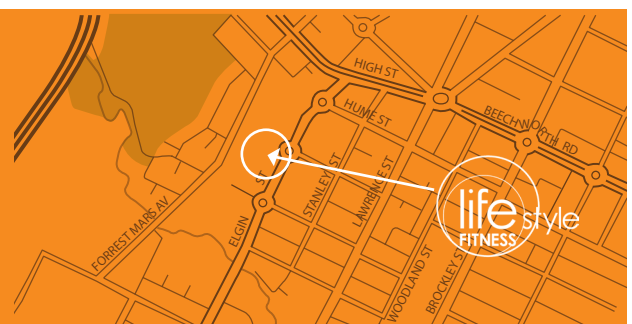 HIGH ST
HUME ST
BEECHWORTH RD
STANLEY ST
LAWRENCE ST
FORREST MARS AV
ELGIN ST
WOODLAND ST
BROCKLEY ST
life style
FITNESS